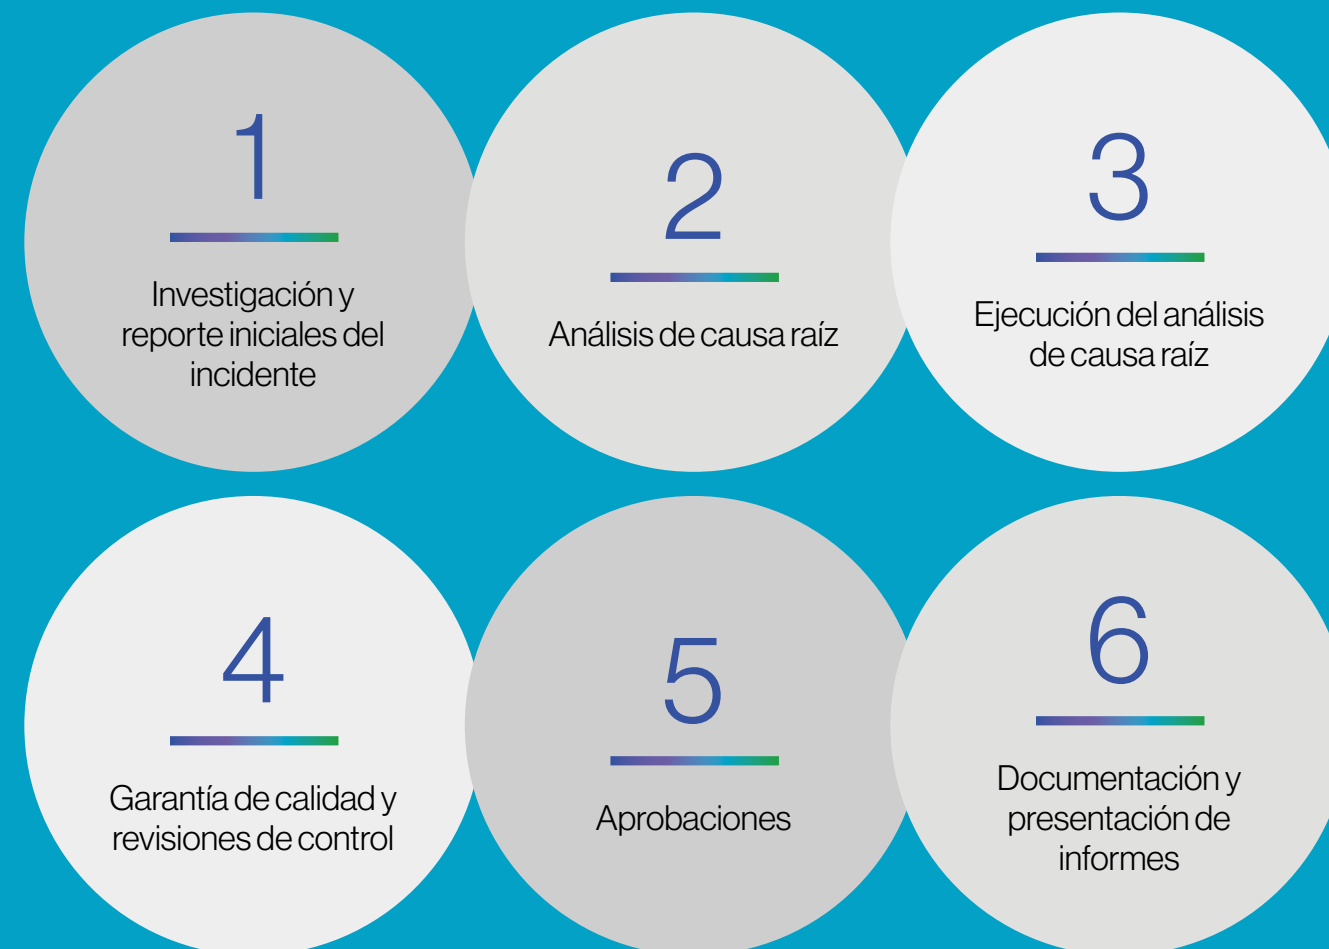 1
Investigación y
reporte iniciales del
incidente
2
Análisis de causa raíz
3
Ejecución del análisis
de causa raíz
4
Garantía de calidad y
revisiones de control
5
Aprobaciones
6
Documentación y
presentación de
informes